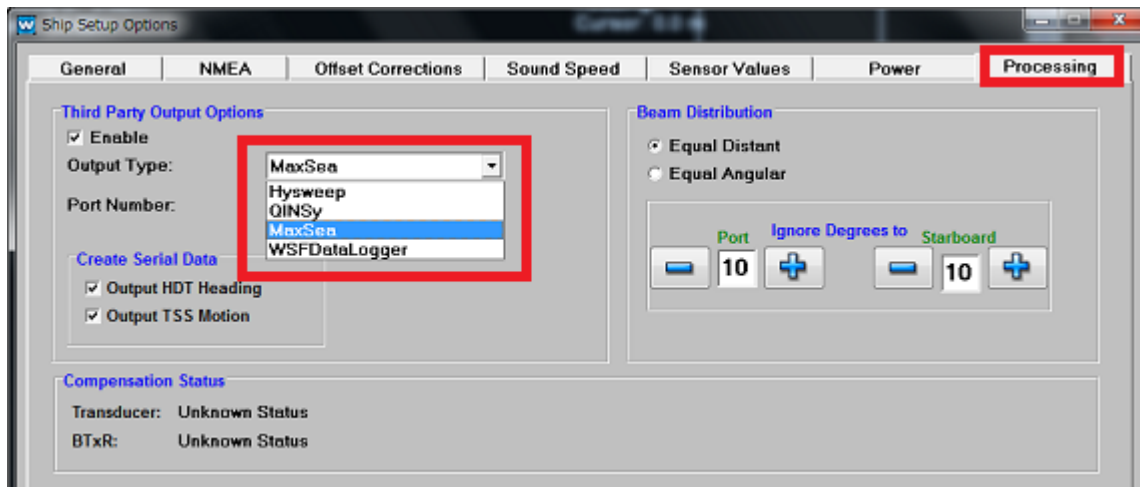 Ship Setup Options
Cursor: 0.0
General NMEA Offset Corrections Sound Speed Sensor Values Power Processing
Third Party Output Options
Enable
Output Type: MaxSea
Hysweep
QINSy
MaxSea
WSFDataLogger
Port Number:
Create Serial Data
Output HDT Heading
Output TSS Motion
Beam Distribution
Equal Distant
Equal Angular
Ignore Degrees to
Port Starboard
10 10
Compensation Status
Transducer: Unknown Status
BTxR: Unknown Status